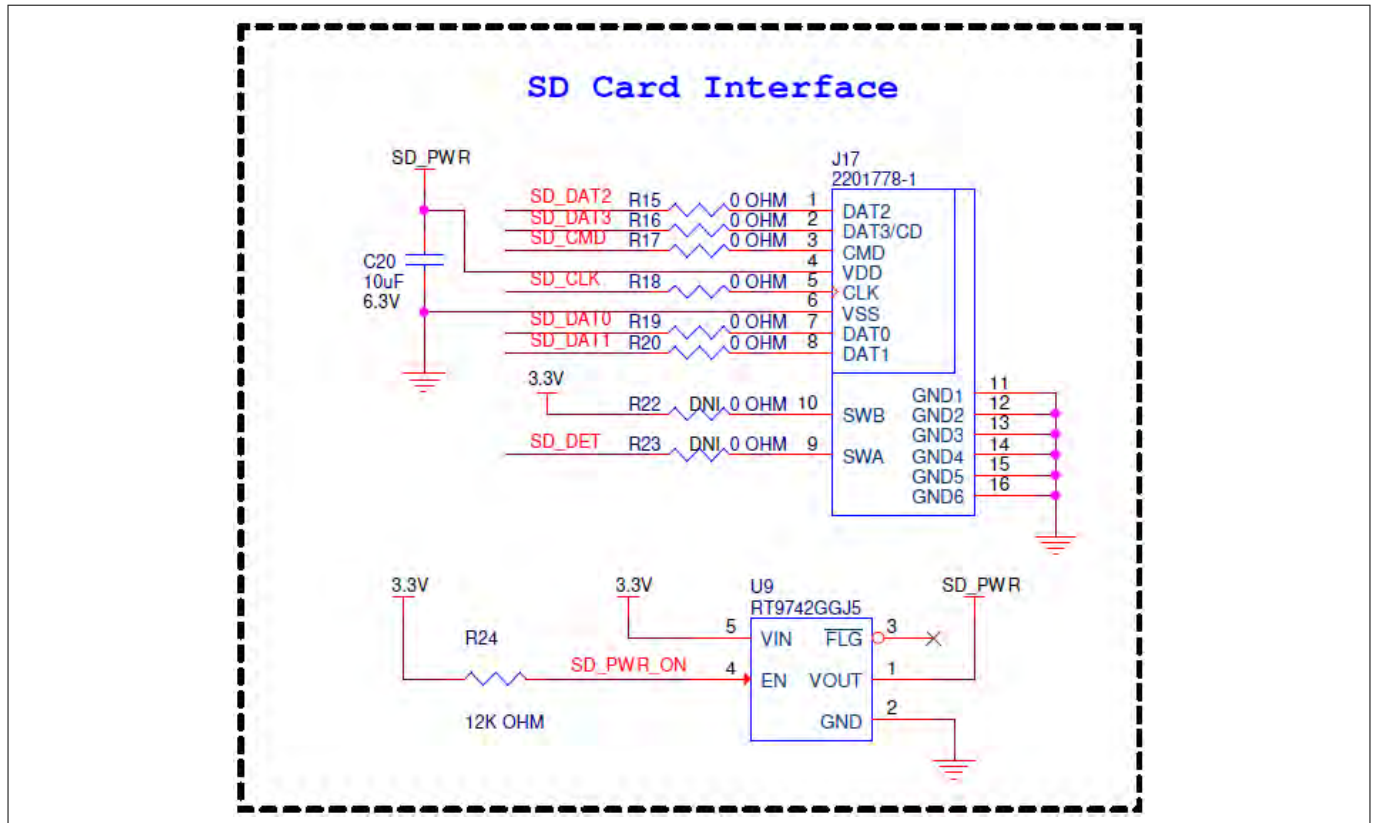 SD Card Interface
SD_PWR
J17
2201778-1
SD_DAT2 R15 0 OHM 1 DAT2
SD_DAT3 R16 0 OHM 2 DAT3/CD
SD_CMD R17 0 OHM 3 CMD
4 VDD
C20
10uF
6.3V
SD_CLK R18 0 OHM 5 CLK
6 VSS
SD_DAT0 R19 0 OHM 7 DAT0
SD_DAT1 R20 0 OHM 8 DAT1
3.3V
R22 DNI 0 OHM 10 SWB
SD_DET R23 DNI 0 OHM 9 SWA
GND1 11
GND2 12
GND3 13
GND4 14
GND5 15
GND6 16
3.3V
3.3V
U9
RT9742GGJ5
SD_PWR
R24
5 VIN FLG 3
SD_PWR_ON 4 EN VOUT 1
12K OHM
GND 2